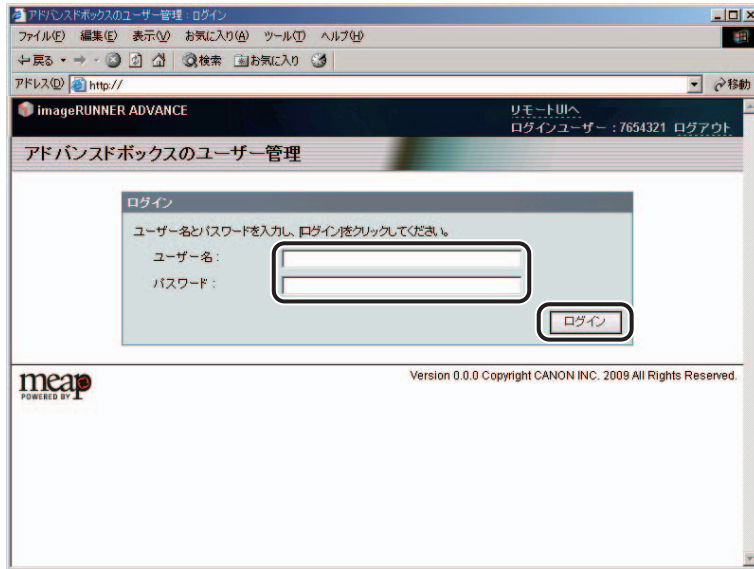 アドバンスドボックスのユーザー管理 : ログイン
ファイル(F) 編集(E) 表示(V) お気に入り(A) ツール(T) ヘルプ(H)
戻る 検索 お気に入り
アドレス(D) http:// 移動
imageRUNNER ADVANCE リモートUIへ
ログインユーザー : 7654321 ログアウト
アドバンスドボックスのユーザー管理
ログイン
ユーザー名とパスワードを入力し、[ログイン]をクリックしてください。
ユーザー名 :
パスワード :
ログイン
meap
POWERED BY
Version 0.0.0 Copyright CANON INC. 2009 All Rights Reserved.